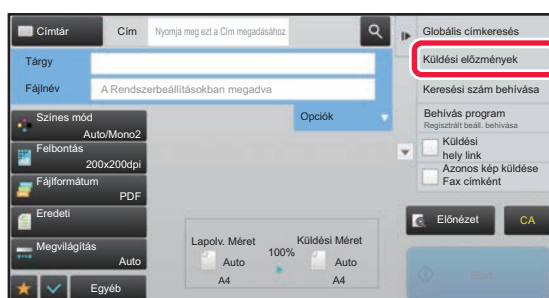 Címtár
Cím
Nyomja meg ezt a Cím megadásához
Tárgy
Fájlnév
A Rendszerbeállításokban megadva
Opciók
Színes mód
Auto/Mono2
Felbontás
200x200dpi
Fájlformátum
PDF
Eredeti
Megvilágítás
Auto
Egyéb
Lapolv. Méret
Auto
A4
100%
Küldési Méret
Auto
A4
Globális címkeresés
Küldési előzmények
Keresési szám behívása
Behívás program
Regisztrált beáll. behívása
Küldési
hely link
Azonos kép küldése
Fax címként
Előnézet
CA
Start